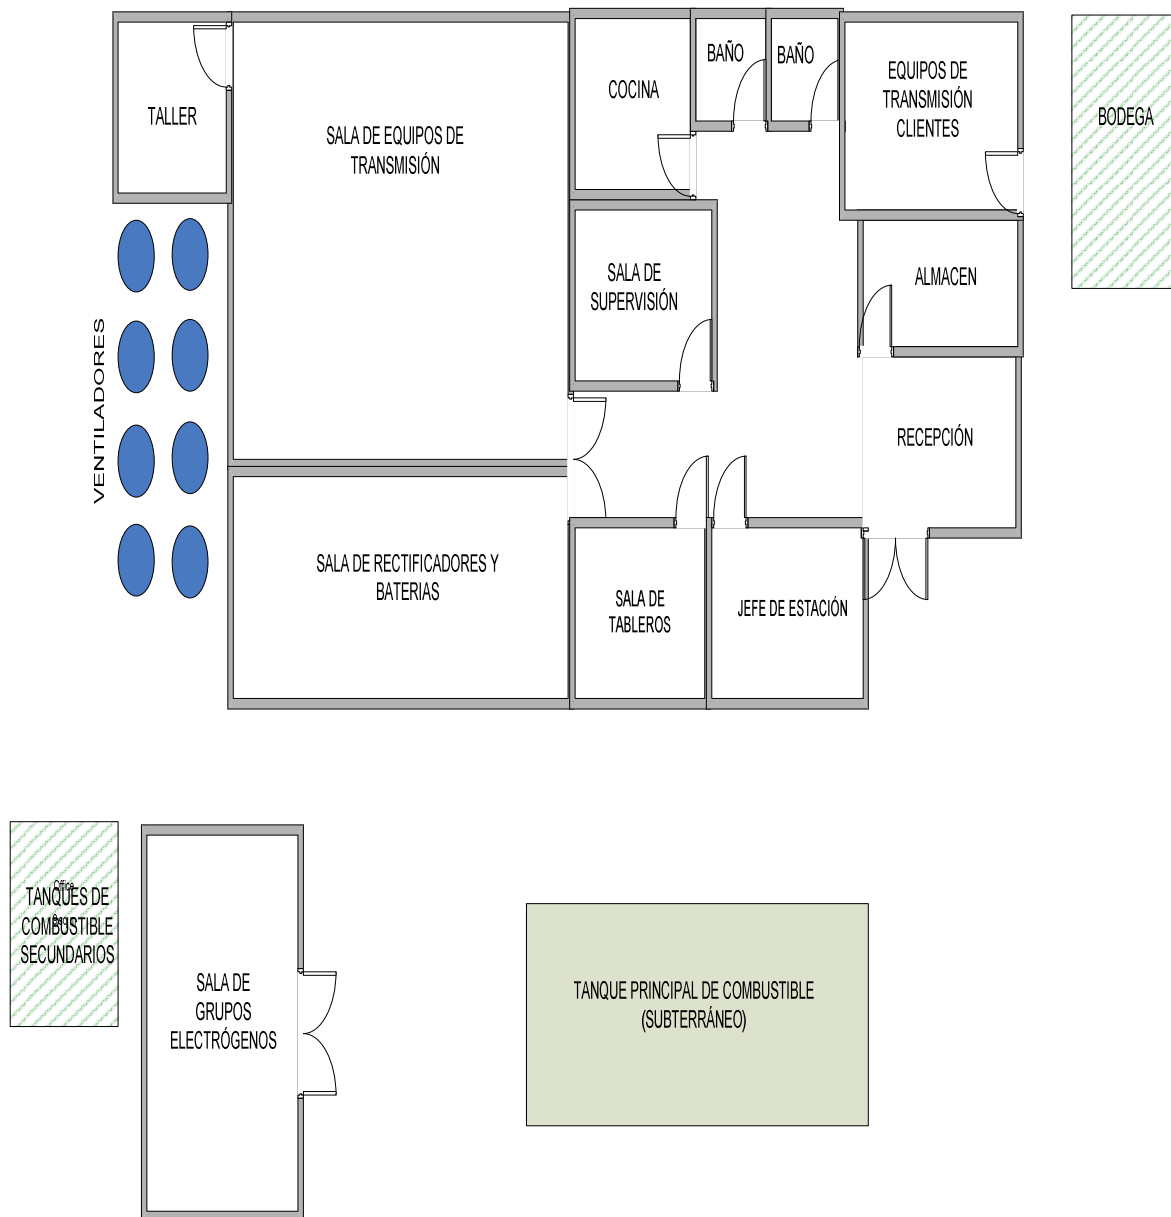 BAÑO
BAÑO
COCINA
EQUIPOS DE
TRANSMISIÓN
CLIENTES
TALLER
SALA DE EQUIPOS DE
TRANSMISIÓN
BODEGA
SALA DE
SUPERVISIÓN
ALMACEN
VENTILADORES
RECEPCIÓN
SALA DE RECTIFICADORES Y
BATERIAS
SALA DE
TABLEROS
JEFE DE ESTACIÓN
Office
TANQUES DE
COMBUSTIBLE
SECUNDARIOS
SALA DE
GRUPOS
ELECTRÓGENOS
TANQUE PRINCIPAL DE COMBUSTIBLE
(SUBTERRÁNEO)